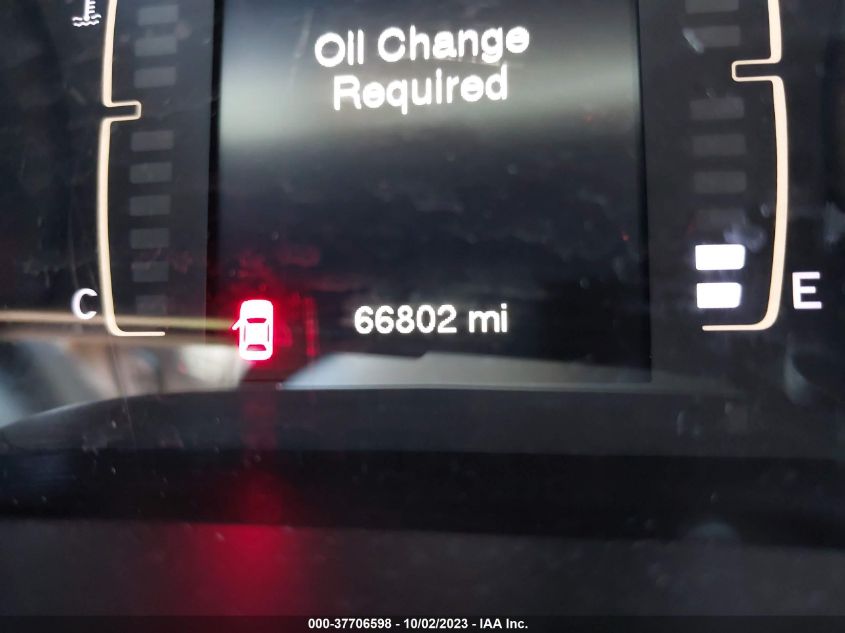 Oil Change
Required
C
E
66802 mi
000-37706598 - 10/02/2023 - IAA Inc.